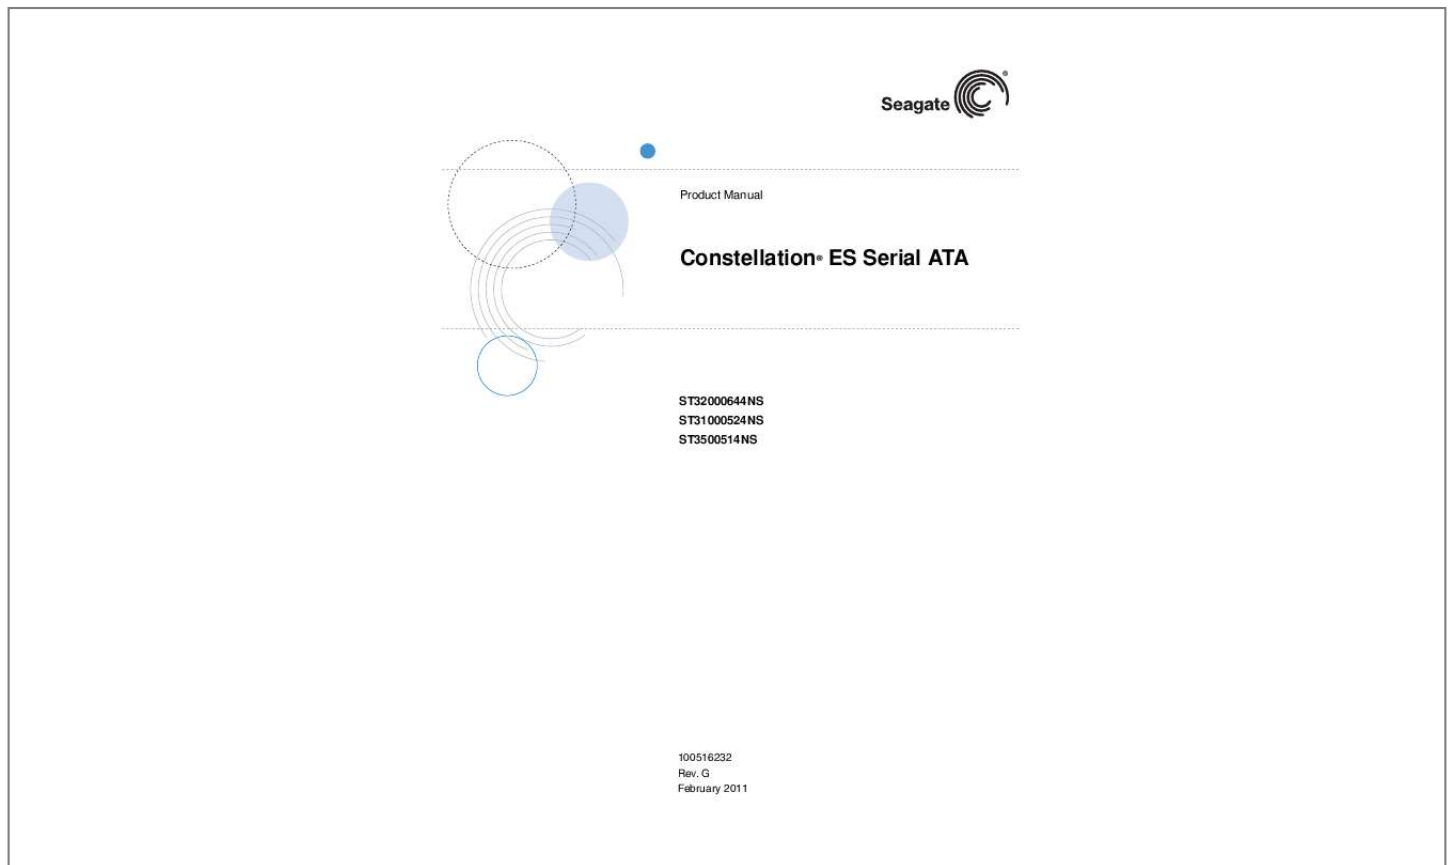 Seagate ®
Product Manual
Constellation® ES Serial ATA
ST32000644NS
ST31000524NS
ST3500514NS
100516232
Rev. G
February 2011